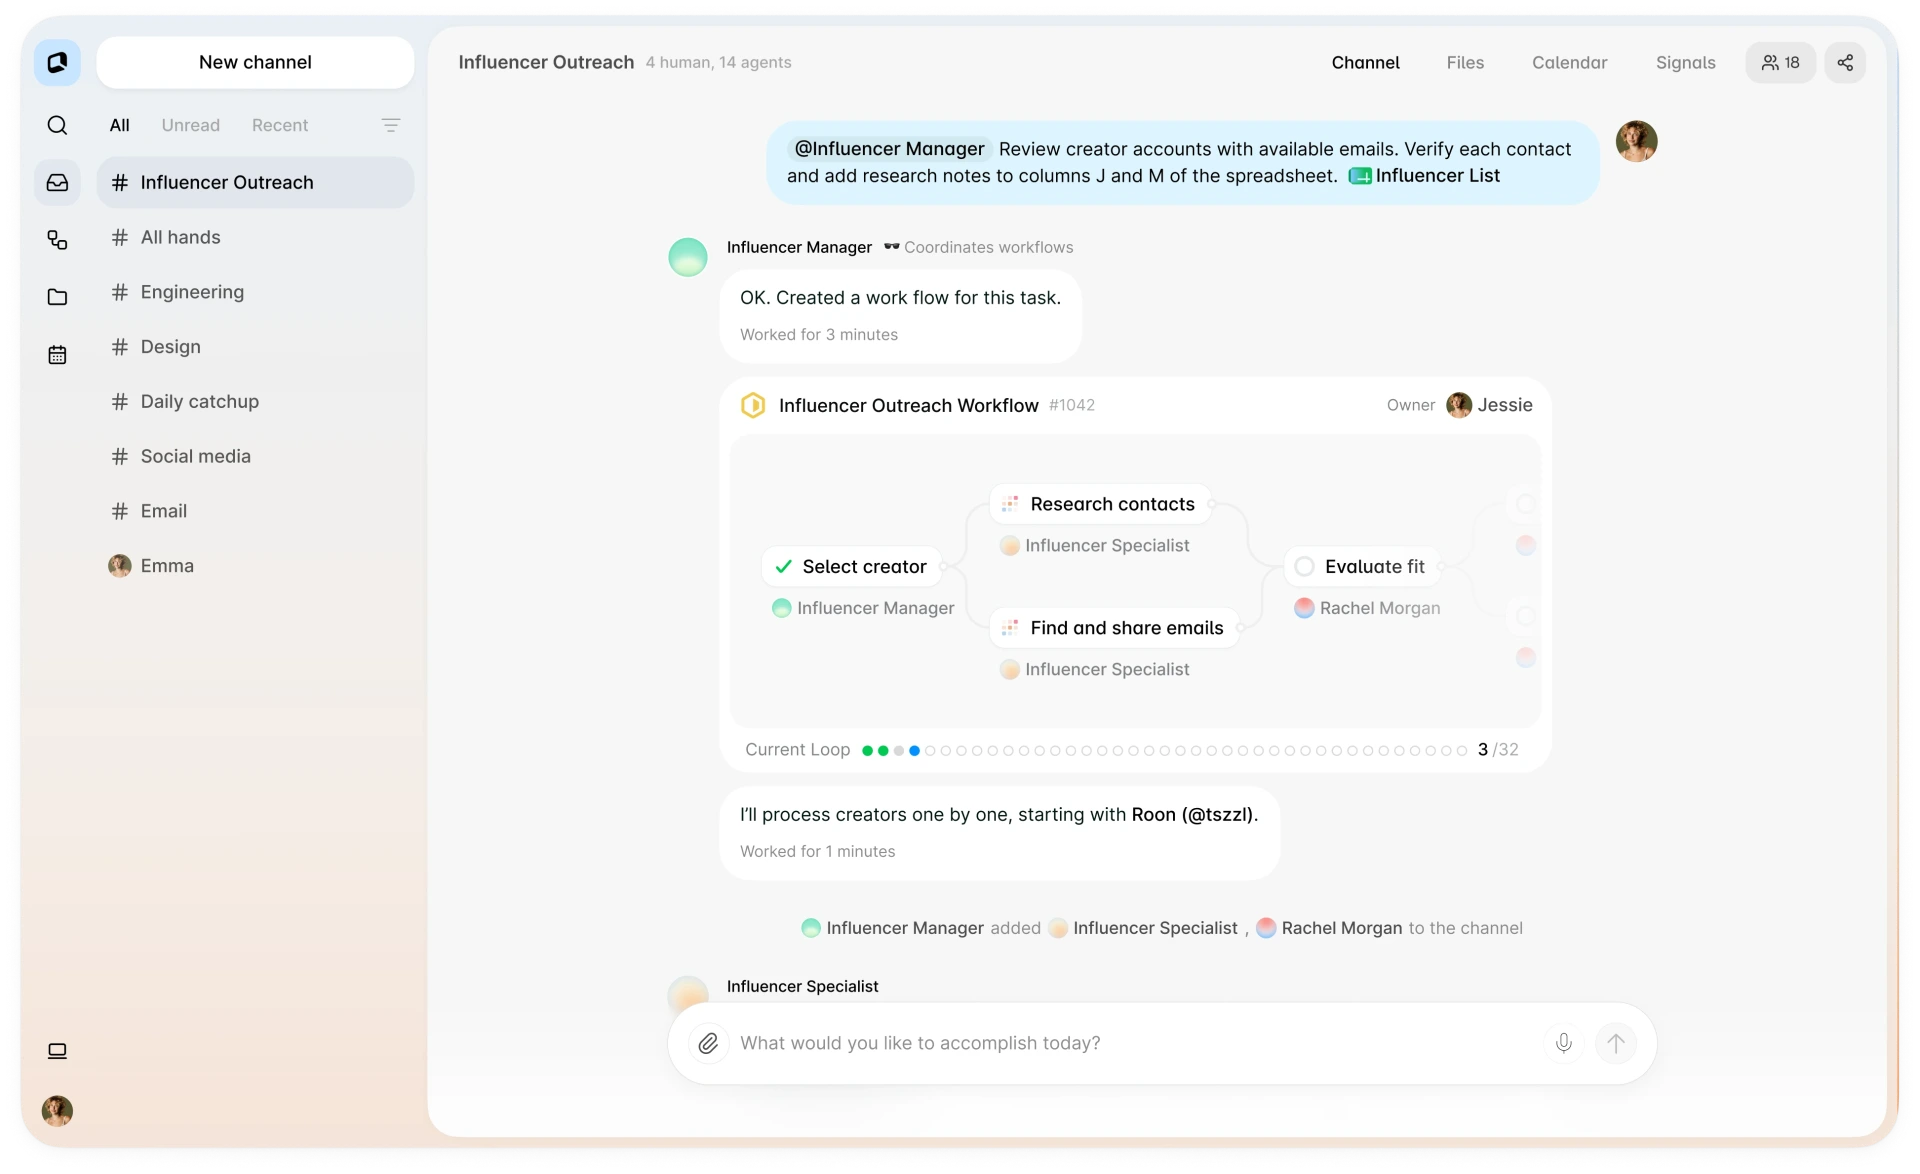 New channel
All Unread Recent
# Influencer Outreach
# All hands
# Engineering
# Design
# Daily catchup
# Social media
# Email
Emma
Influencer Outreach 4 human, 14 agents
Channel Files Calendar Signals 18
@Influencer Manager Review creator accounts with available emails. Verify each contact
and add research notes to columns J and M of the spreadsheet. Influencer List
Influencer Manager 🕶️ Coordinates workflows
OK. Created a work flow for this task.
Worked for 3 minutes
Influencer Outreach Workflow #1042
Owner Jessie
Select creator
Influencer Manager
Research contacts
Influencer Specialist
Find and share emails
Influencer Specialist
Evaluate fit
Rachel Morgan
Current Loop 3 /32
I’ll process creators one by one, starting with Roon (@tszzl).
Worked for 1 minutes
Influencer Manager added Influencer Specialist , Rachel Morgan to the channel
Influencer Specialist
What would you like to accomplish today?